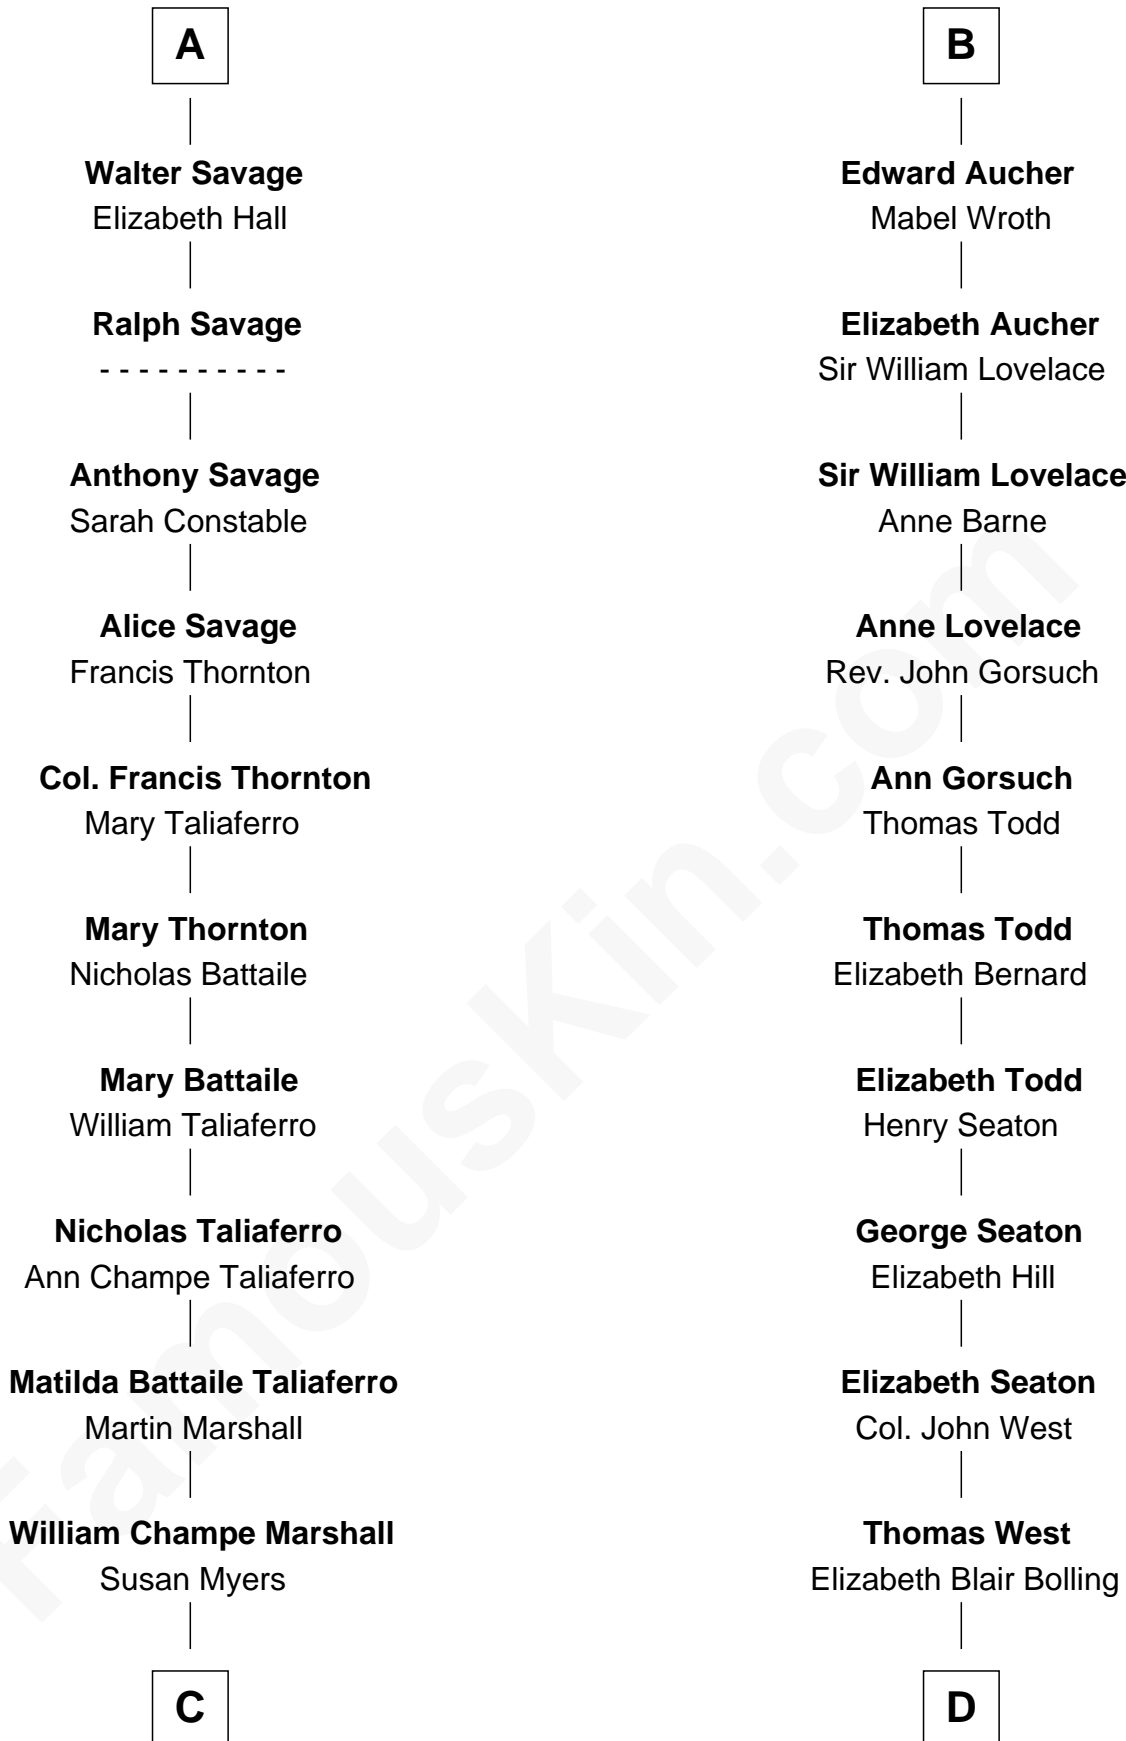 A
Walter Savage
Elizabeth Hall
Ralph Savage
- - - - - - - - - -
Anthony Savage
Sarah Constable
Alice Savage
Francis Thornton
Col. Francis Thornton
Mary Taliaferro
Mary Thornton
Nicholas Battaile
Mary Battaile
William Taliaferro
Nicholas Taliaferro
Ann Champe Taliaferro
Matilda Battaile Taliaferro
Martin Marshall
William Champe Marshall
Susan Myers
C
B
Edward Aucher
Mabel Wroth
Elizabeth Aucher
Sir William Lovelace
Sir William Lovelace
Anne Barne
Anne Lovelace
Rev. John Gorsuch
Ann Gorsuch
Thomas Todd
Thomas Todd
Elizabeth Bernard
Elizabeth Todd
Henry Seaton
George Seaton
Elizabeth Hill
Elizabeth Seaton
Col. John West
Thomas West
Elizabeth Blair Bolling
D
FamousKin.com